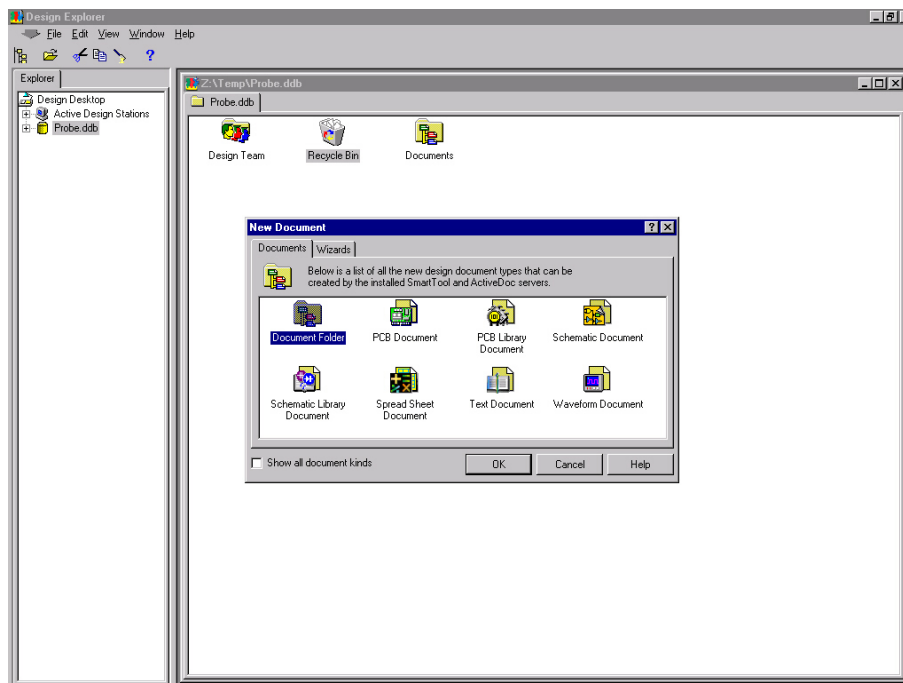 Design Explorer
File Edit View Window Help
Explorer
Design Desktop
Active Design Stations
Probe.ddb
Z:\Temp\Probe.ddb
Probe.ddb
Design Team Recycle Bin Documents
New Document
Documents Wizards
Below is a list of all the new design document types that can be
created by the installed SmartTool and ActiveDoc servers.
Document Folder PCB Document PCB Library Schematic Document
Document
Schematic Library Spread Sheet Text Document Waveform Document
Document Document
Show all document kinds OK Cancel Help